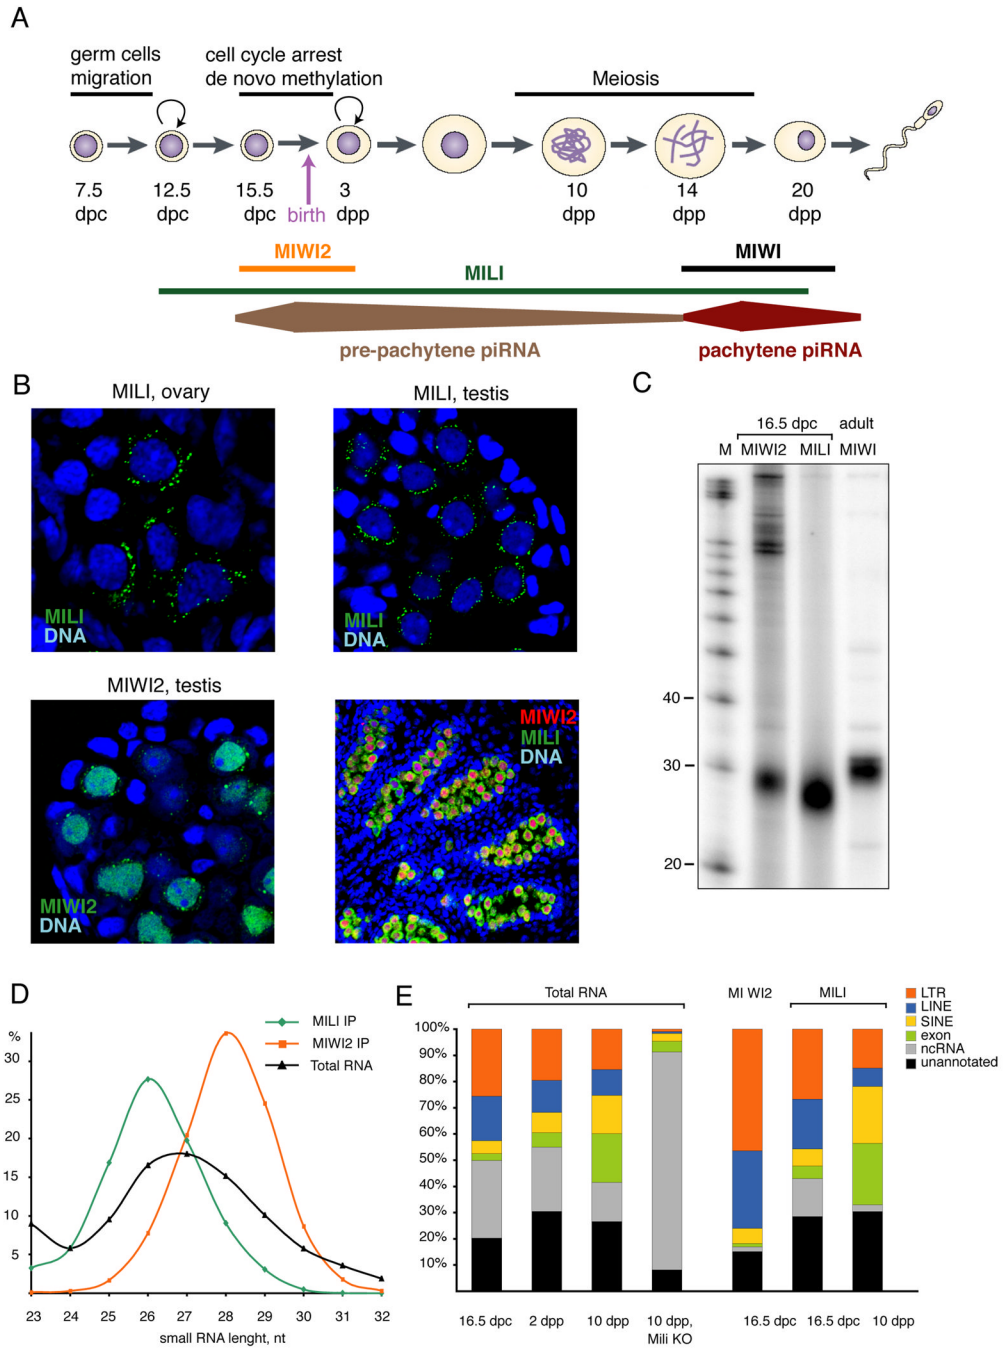 A
germ cells
migration
cell cycle arrest
de novo methylation
Meiosis
7.5
dpc
12.5
dpc
15.5
dpc
birth
3
dpp
10
dpp
14
dpp
20
dpp
MIWI2
MIWI
MILI
pre-pachytene piRNA
pachytene piRNA
B
MILI, ovary
MILI, testis
MILI
DNA
MILI
DNA
MIWI2, testis
MIWI2
DNA
MIWI2
MILI
DNA
C
16.5 dpc
adult
M
MIWI2
MILI
MIWI
40
30
20
D
%
30
20
15
10
5
23 24 25 26 27 28 29 30 31 32
small RNA lenght, nt
MILI IP
MIWI2 IP
Total RNA
E
Total RNA
MI WI2
MILI
LTR
LINE
SINE
exon
ncRNA
unannotated
100%
90%
80%
70%
60%
50%
40%
30%
20%
10%
16.5 dpc
2 dpp
10 dpp
10 dpp,
Mili KO
16.5 dpc
16.5 dpc
10 dpp